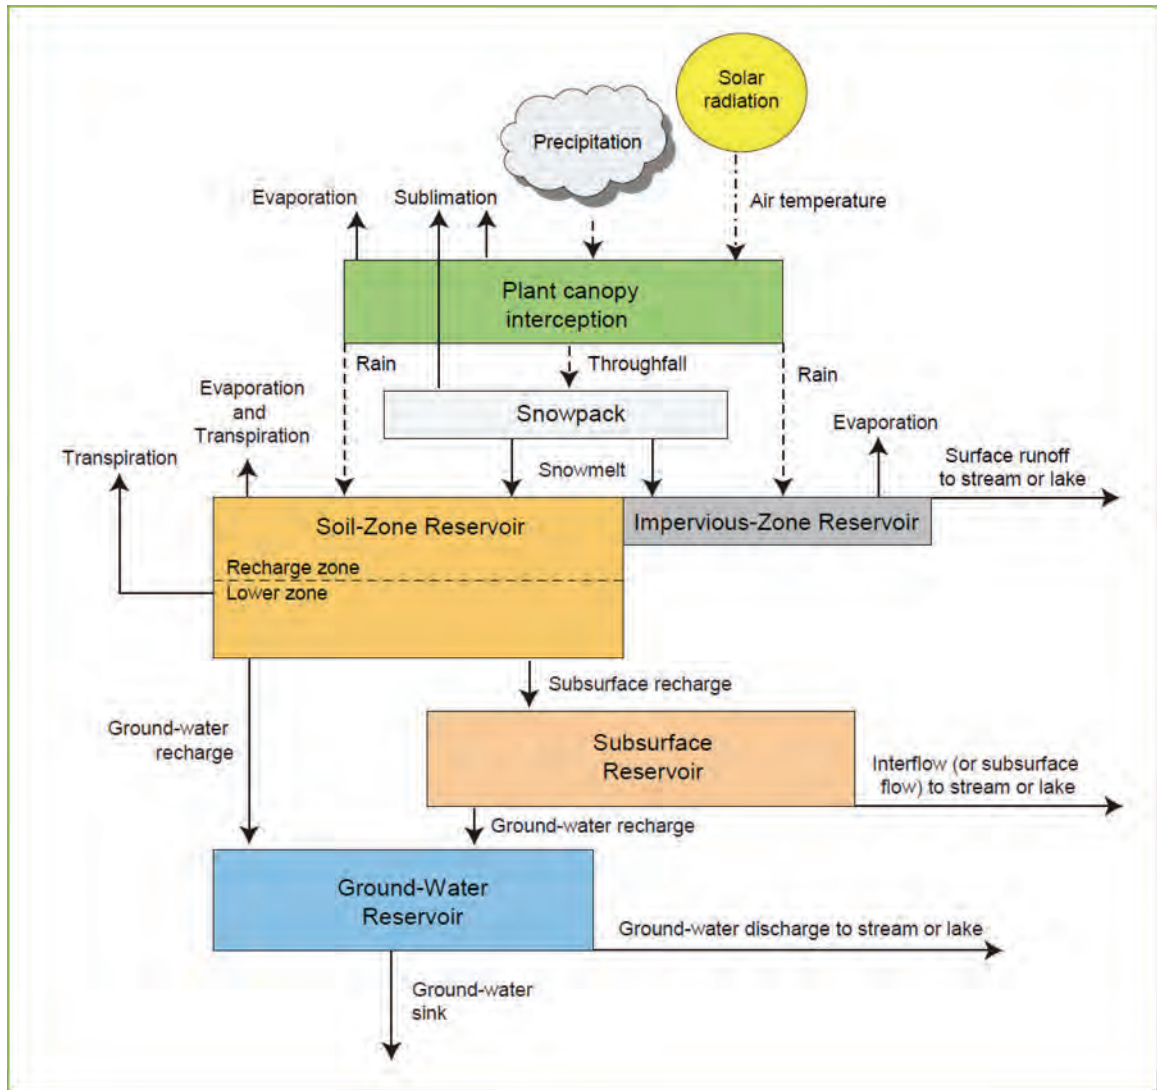 Solar
radiation
Precipitation
Evaporation
Sublimation
Air temperature
Plant canopy
interception
Rain
Throughfall
Rain
Evaporation
and
Transpiration
Snowpack
Evaporation
Transpiration
Snowmelt
Surface runoff
to stream or lake
Soil-Zone Reservoir
Impervious-Zone Reservoir
Recharge zone
Lower zone
Subsurface recharge
Ground-water
recharge
Subsurface
Reservoir
Interflow (or subsurface
flow) to stream or lake
Ground-water recharge
Ground-Water
Reservoir
Ground-water discharge to stream or lake
Ground-water
sink